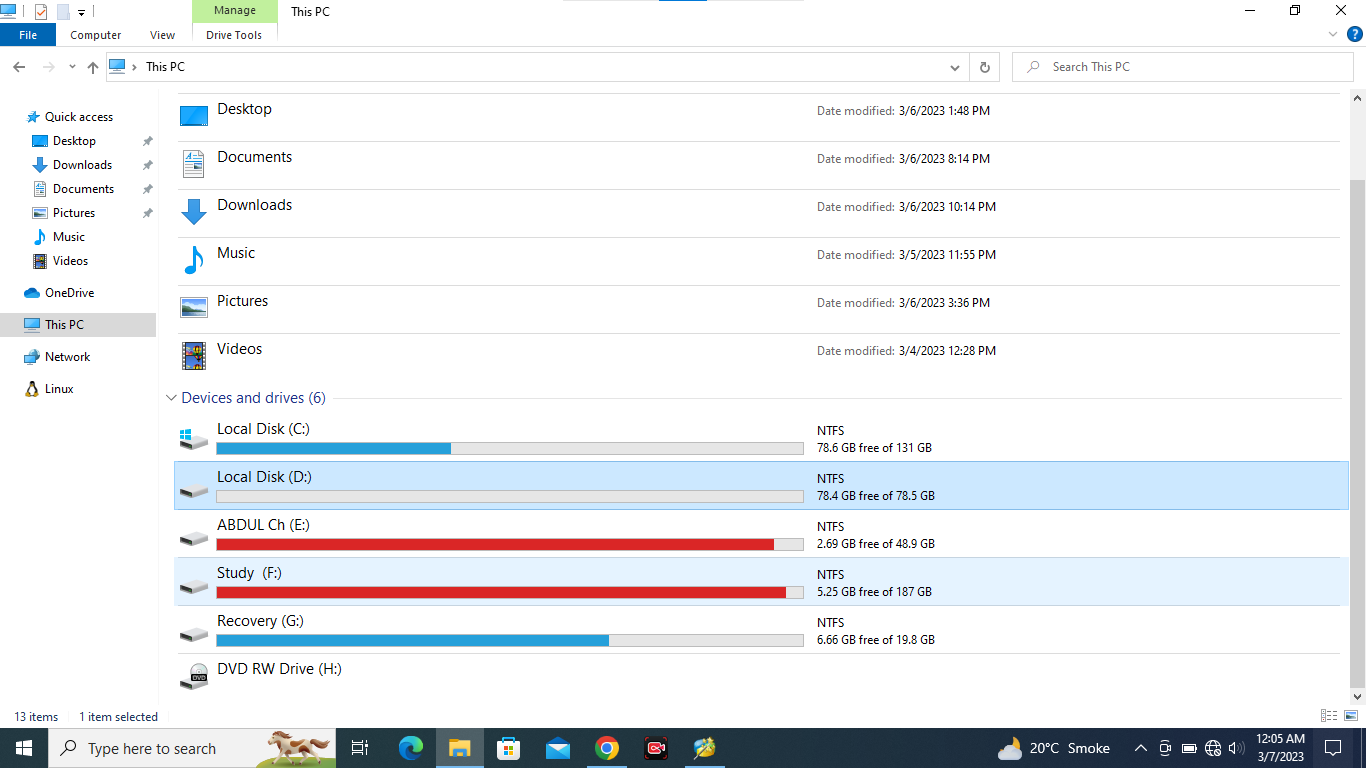 Manage
This PC
File
Computer
View
Drive Tools
?
This PC
Search This PC
Quick access
Desktop
Downloads
Documents
Pictures
Music
Videos
OneDrive
This PC
Network
Linux
Desktop
Date modified: 3/6/2023 1:48 PM
Documents
Date modified: 3/6/2023 8:14 PM
Downloads
Date modified: 3/6/2023 10:14 PM
Music
Date modified: 3/5/2023 11:55 PM
Pictures
Date modified: 3/6/2023 3:36 PM
Videos
Date modified: 3/4/2023 12:28 PM
Devices and drives (6)
Local Disk (C:)
NTFS
78.6 GB free of 131 GB
Local Disk (D:)
NTFS
78.4 GB free of 78.5 GB
ABDUL Ch (E:)
NTFS
2.69 GB free of 48.9 GB
Study  (F:)
NTFS
5.25 GB free of 187 GB
Recovery (G:)
NTFS
6.66 GB free of 19.8 GB
DVD RW Drive (H:)
DVD
13 items
1 item selected
Type here to search
20°C Smoke
12:05 AM
3/7/2023